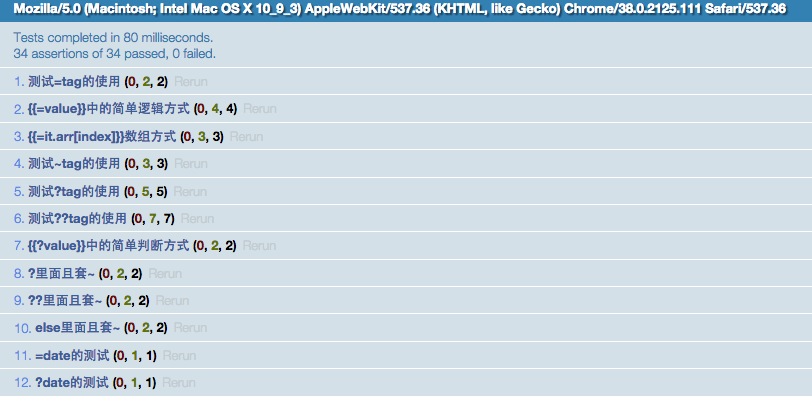 Mozilla/5.0 (Macintosh; Intel Mac OS X 10_9_3) AppleWebKit/537.36 (KHTML, like Gecko) Chrome/38.0.2125.111 Safari/537.36
Tests completed in 80 milliseconds.
34 assertions of 34 passed, 0 failed.
1. 测试=tag的使用 (0, 2, 2) Rerun
2. {{=value}}中的简单逻辑方式 (0, 4, 4) Rerun
3. {{=it.arr[index]}}数组方式 (0, 3, 3) Rerun
4. 测试~tag的使用 (0, 3, 3) Rerun
5. 测试?tag的使用 (0, 5, 5) Rerun
6. 测试??tag的使用 (0, 7, 7) Rerun
7. {{?value}}中的简单判断方式 (0, 2, 2) Rerun
8. ?里面且套~ (0, 2, 2) Rerun
9. ??里面且套~ (0, 2, 2) Rerun
10. else里面且套~ (0, 2, 2) Rerun
11. =date的测试 (0, 1, 1) Rerun
12. ?date的测试 (0, 1, 1) Rerun